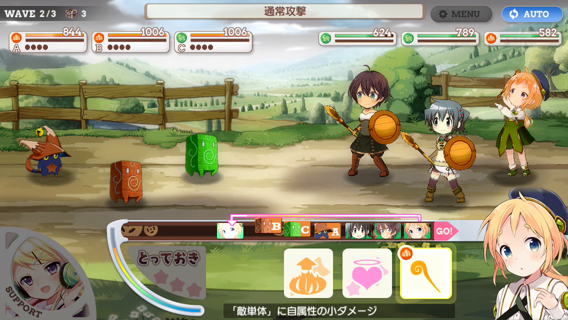 WAVE 2/3 3
通常攻撃
MENU
AUTO
A 844
B 1006
C 1006
624
789
582
B C A GO!
とっておき
SUPPORT
「敵単体」に自属性の小ダメージ